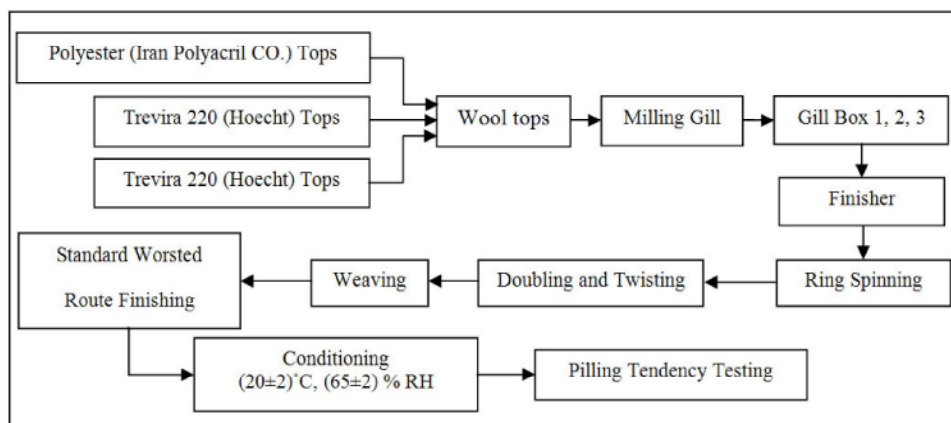 Polyester (Iran Polyacril CO.) Tops
Trevira 220 (Hoecht) Tops
Trevira 220 (Hoecht) Tops
Wool tops
Milling Gill
Gill Box 1, 2, 3
Finisher
Ring Spinning
Doubling and Twisting
Weaving
Standard Worsted
Route Finishing
Conditioning
(20±2)˚C, (65±2) % RH
Pilling Tendency Testing